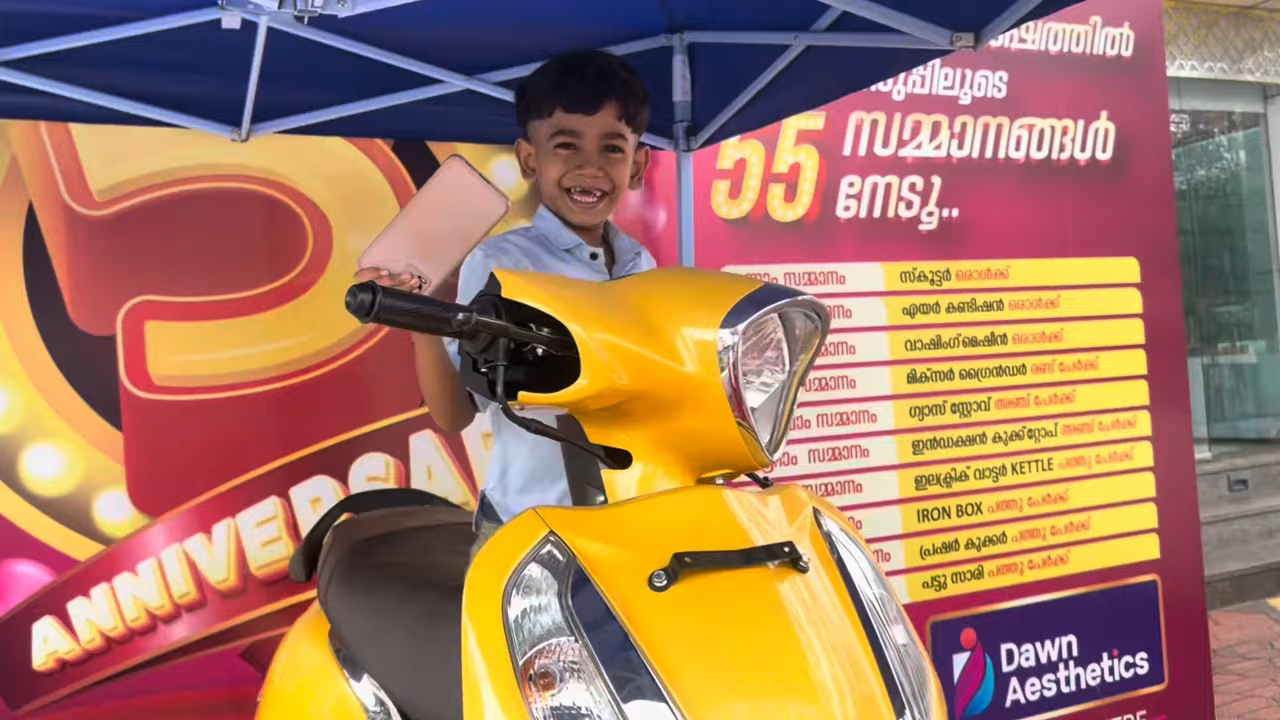 5
ANNIVERSA
ഷത്തിൽ
പ്പിലൂടെ
55 സമ്മാനങ്ങൾ
നേടൂ..
സമ്മാനം സ്കൂട്ടർ ഒരാൾക്ക്
എയർ കണ്ടീഷൻ ഒരാൾക്ക്
വാഷിംഗ് മെഷീൻ ഒരാൾക്ക്
മിക്സർ ഗ്രൈൻഡർ രണ്ട് പേർക്ക്
സമ്മാനം ഗ്യാസ് സ്റ്റോവ് അഞ്ച് പേർക്ക്
സമ്മാനം ഇൻഡക്ഷൻ കുക്ക്ടോപ് അഞ്ച് പേർക്ക്
ഇലക്ട്രിക് വാട്ടർ KETTLE പത്തു പേർക്ക്
IRON BOX പത്തു പേർക്ക്
പ്രഷർ കുക്കർ പത്തു പേർക്ക്
പട്ടു സാരി പത്തു പേർക്ക്
Dawn
Aesthetics